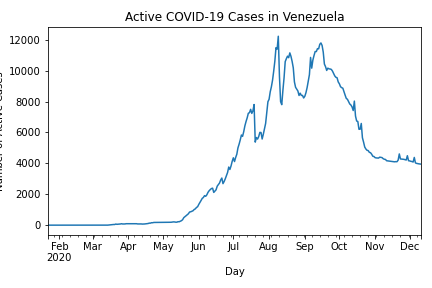 Active COVID-19 Cases in Venezuela
12000
10000
8000
6000
4000
2000
0
Number of Active Cases
Feb Mar Apr May Jun Jul Aug Sep Oct Nov Dec
2020
Day